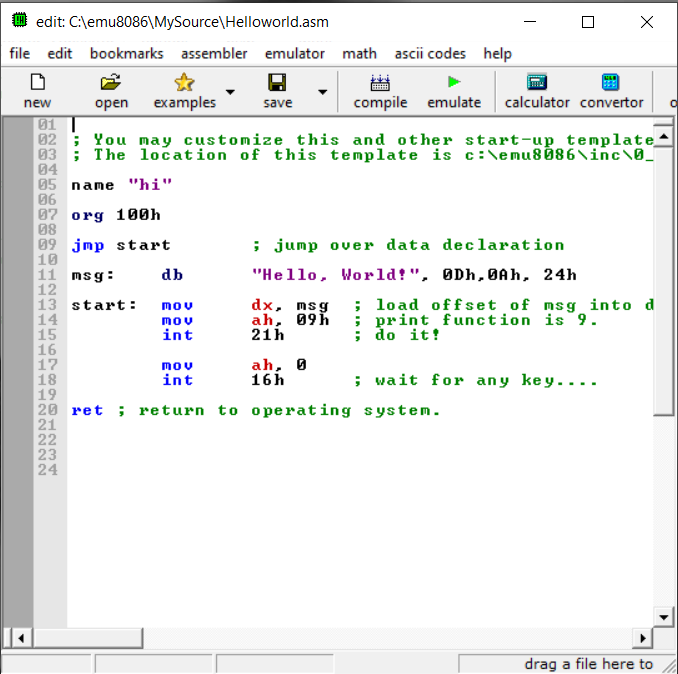 edit: C:\emu8086\MySource\Helloworld.asm
file edit bookmarks assembler emulator math ascii codes help
new open examples save compile emulate calculator convertor
01
02 ; You may customize this and other start-up template
03 ; The location of this template is c:\emu8086\inc\0_
04
05 name "hi"
06
07 org 100h
08
09 jmp start ; jump over data declaration
10
11 msg: db "Hello, World!", 0Dh,0Ah, 24h
12
13 start: mov dx, msg ; load offset of msg into d
14 mov ah, 09h ; print function is 9.
15 int 21h ; do it!
16
17 mov ah, 0
18 int 16h ; wait for any key....
19
20 ret ; return to operating system.
21
22
23
24
drag a file here to